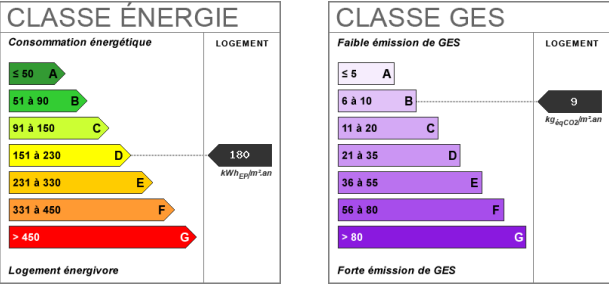 CLASSE ÉNERGIE
Consommation énergétique
LOGEMENT
≤ 50 A
51 à 90 B
91 à 150 C
151 à 230 D
180
kWhEP/m².an
231 à 330 E
331 à 450 F
> 450 G
Logement énergivore
CLASSE GES
Faible émission de GES
LOGEMENT
≤ 5 A
6 à 10 B
9
kgéqCO2/m².an
11 à 20 C
21 à 35 D
36 à 55 E
56 à 80 F
> 80 G
Forte émission de GES